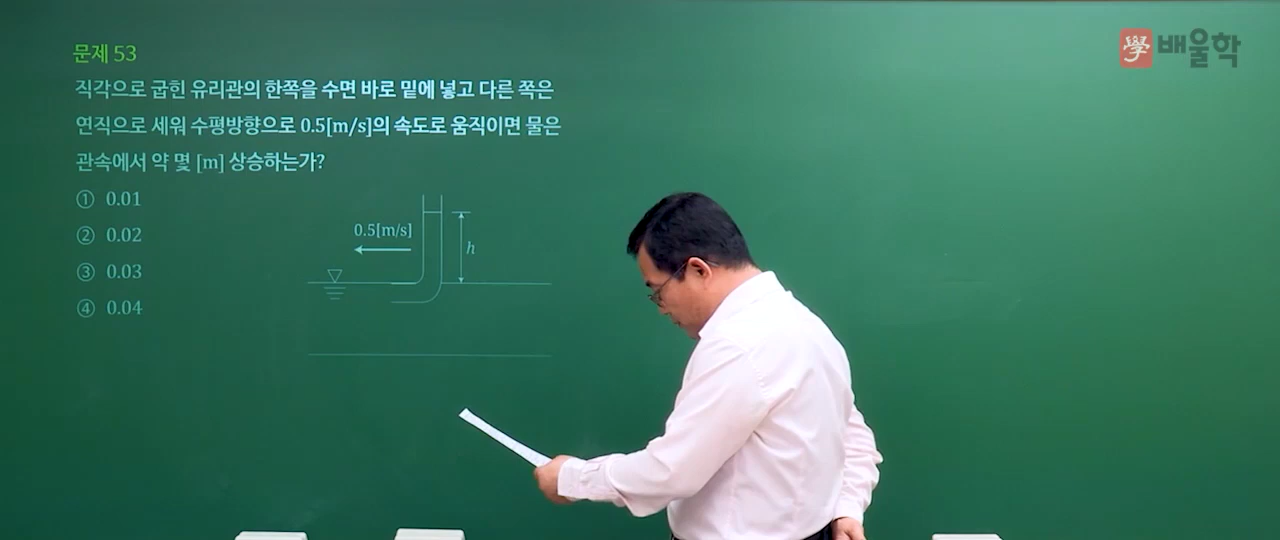 學 배울학
문제 53
직각으로 굽힌 유리관의 한쪽을 수면 바로 밑에 넣고 다른 쪽은
연직으로 세워 수평방향으로 0.5[m/s]의 속도로 움직이면 물은
관속에서 약 몇 [m] 상승하는가?
① 0.01
② 0.02
③ 0.03
④ 0.04
0.5[m/s]
h